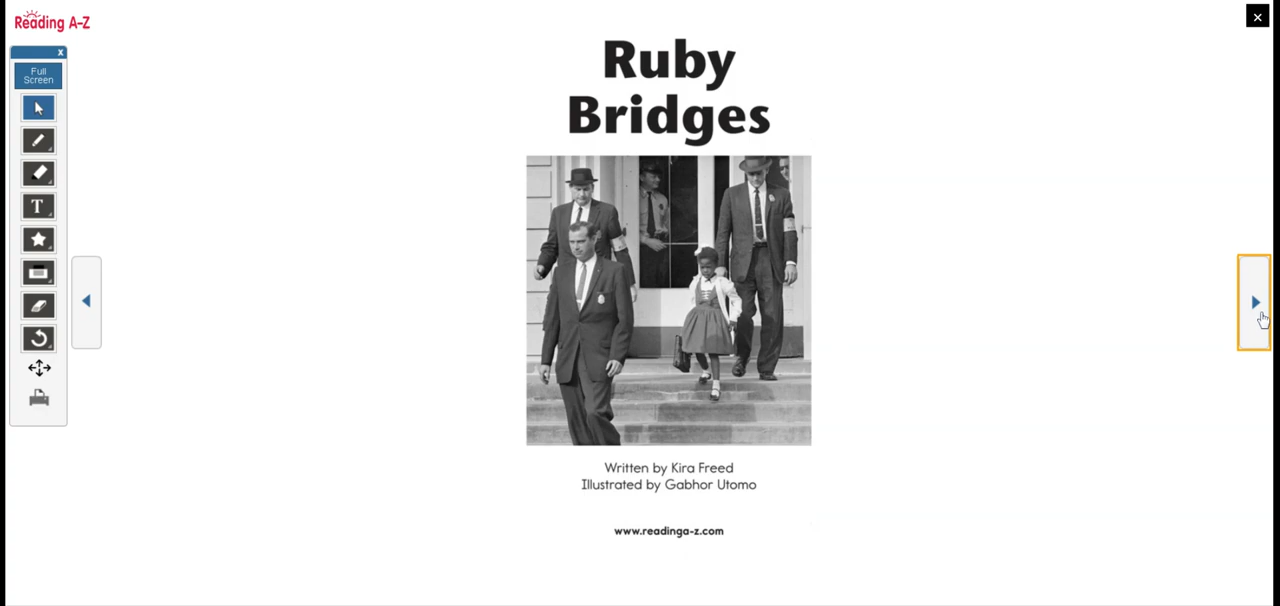 Reading A-Z
x
Full
Screen
T
Ruby
Bridges
Written by Kira Freed
Illustrated by Gabhor Utomo
www.readinga-z.com